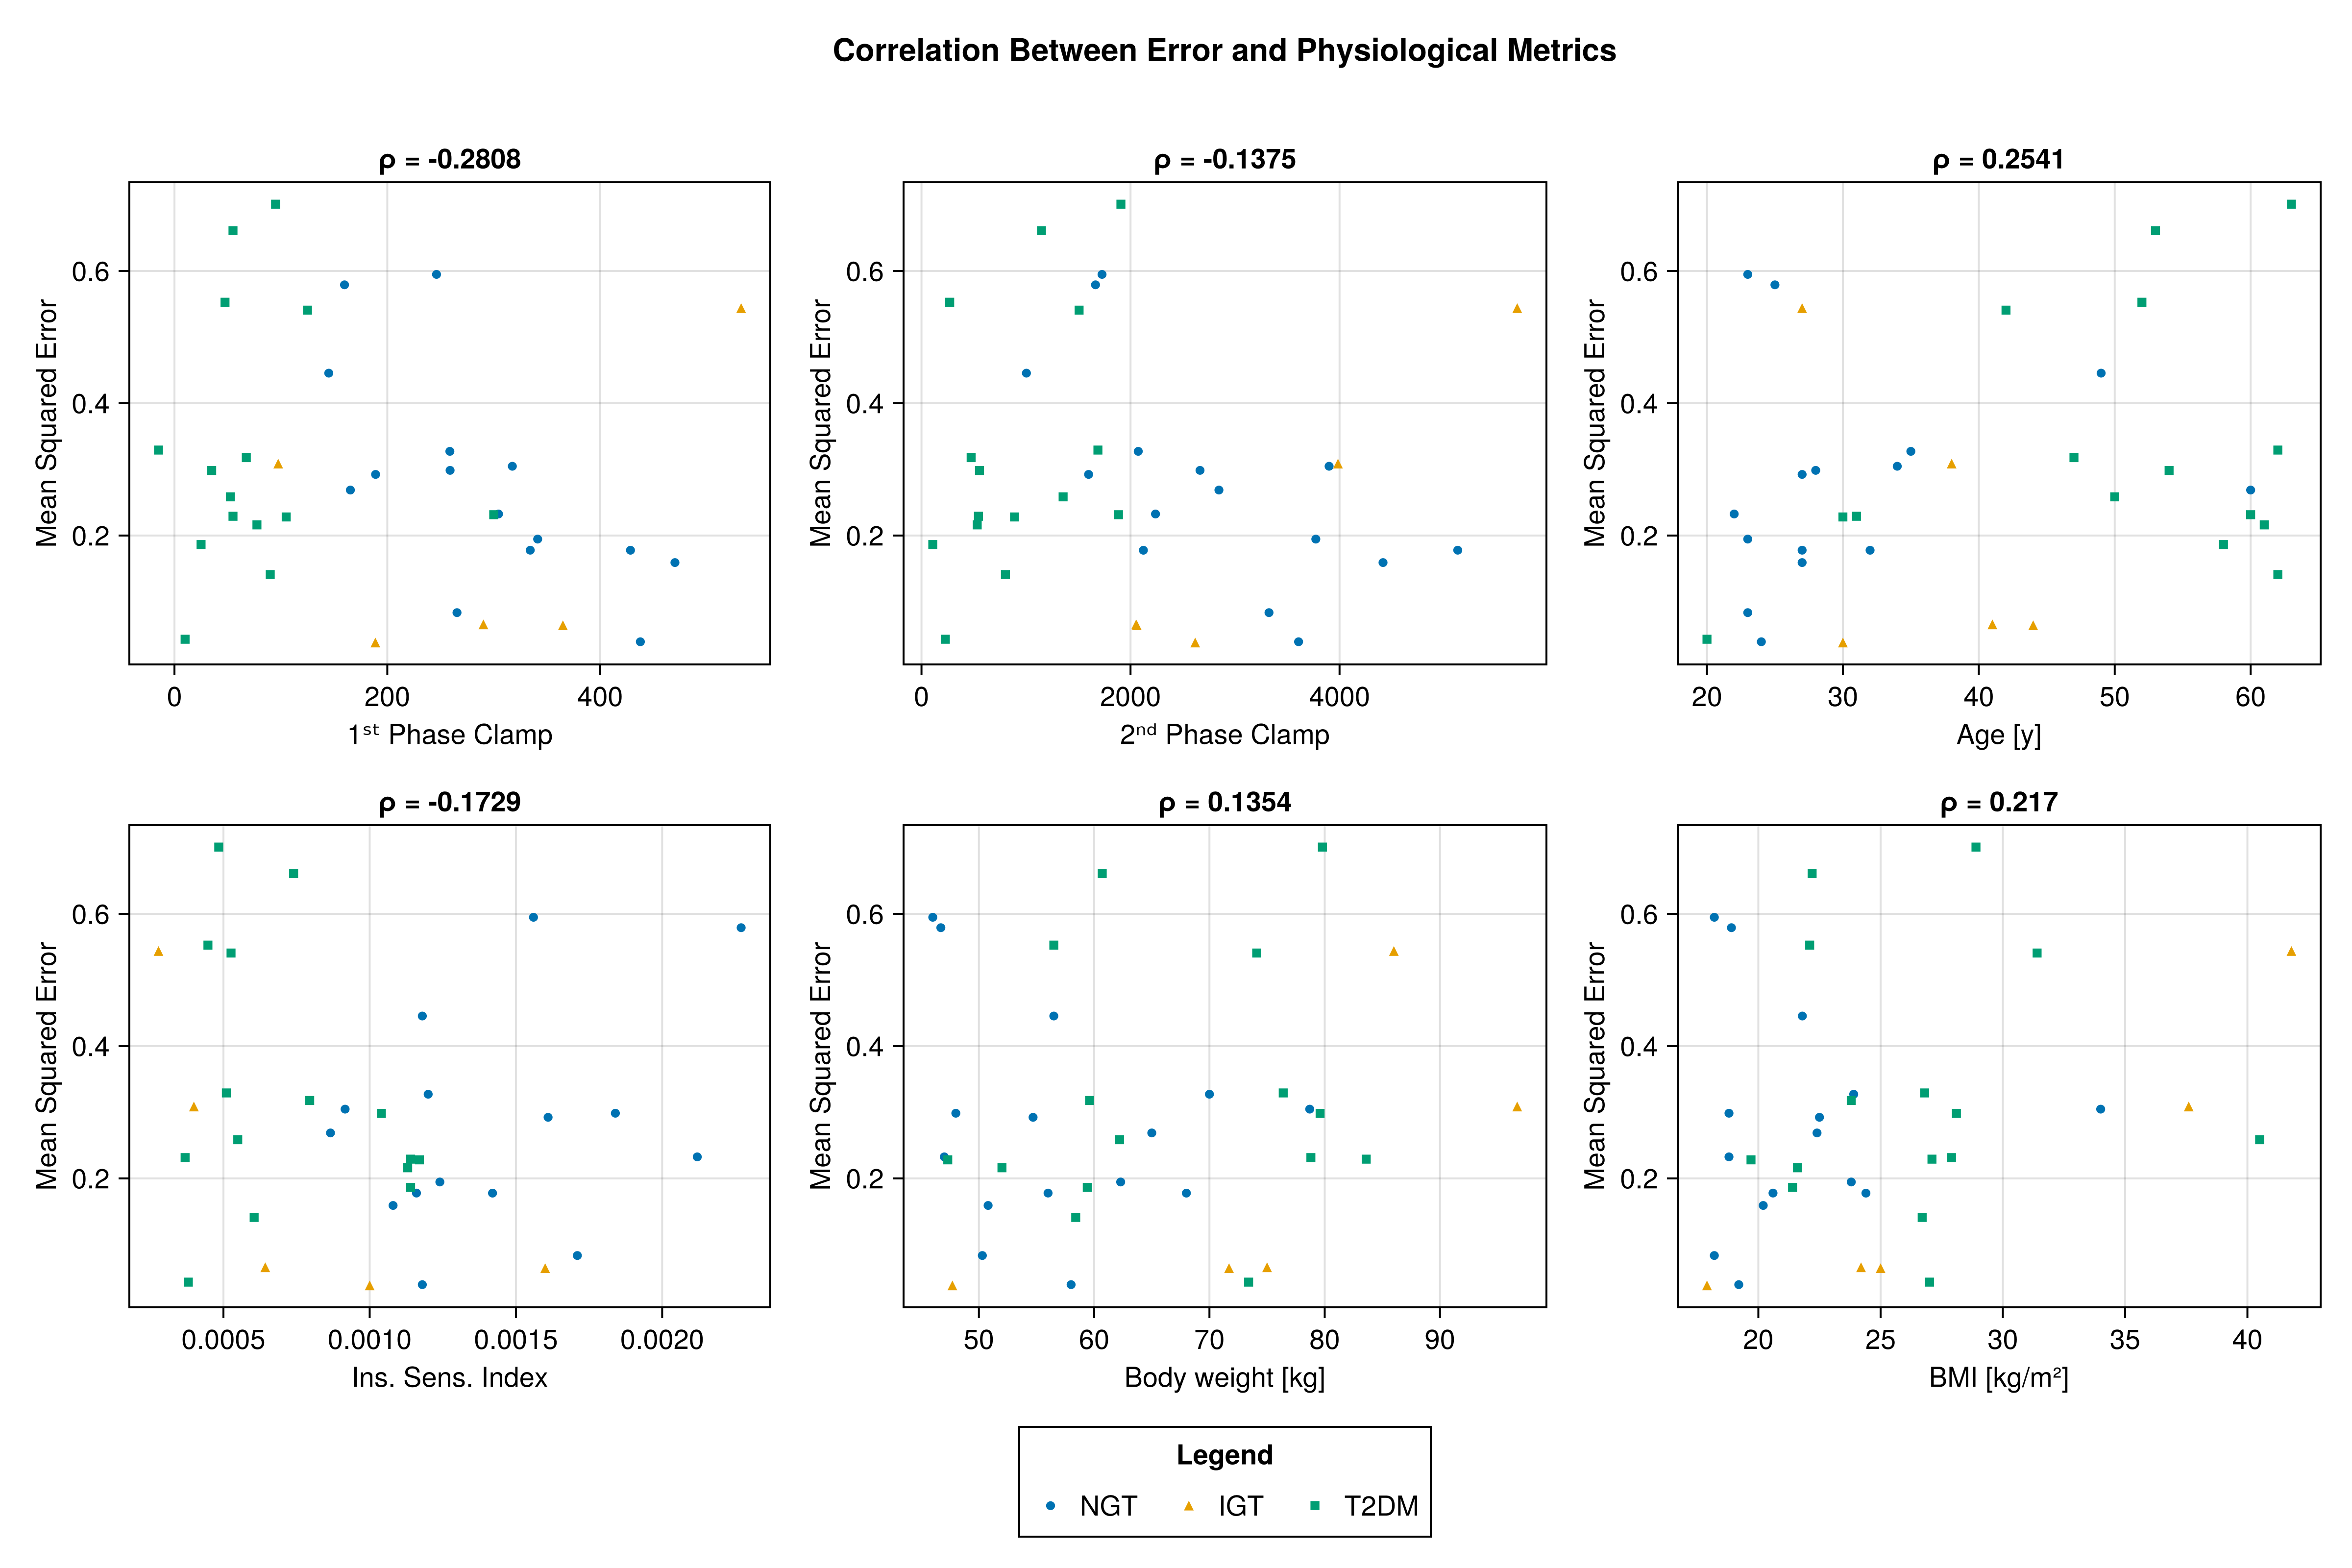 Correlation Between Error and Physiological Metrics
ρ = -0.2808
Mean Squared Error
0.6
0.4
0.2
0 200 400
1ˢᵗ Phase Clamp
ρ = -0.1375
Mean Squared Error
0.6
0.4
0.2
0 2000 4000
2ⁿᵈ Phase Clamp
ρ = 0.2541
Mean Squared Error
0.6
0.4
0.2
20 30 40 50 60
Age [y]
ρ = -0.1729
Mean Squared Error
0.6
0.4
0.2
0.0005 0.0010 0.0015 0.0020
Ins. Sens. Index
ρ = 0.1354
Mean Squared Error
0.6
0.4
0.2
50 60 70 80 90
Body weight [kg]
ρ = 0.217
Mean Squared Error
0.6
0.4
0.2
20 25 30 35 40
BMI [kg/m²]
Legend
NGT IGT T2DM